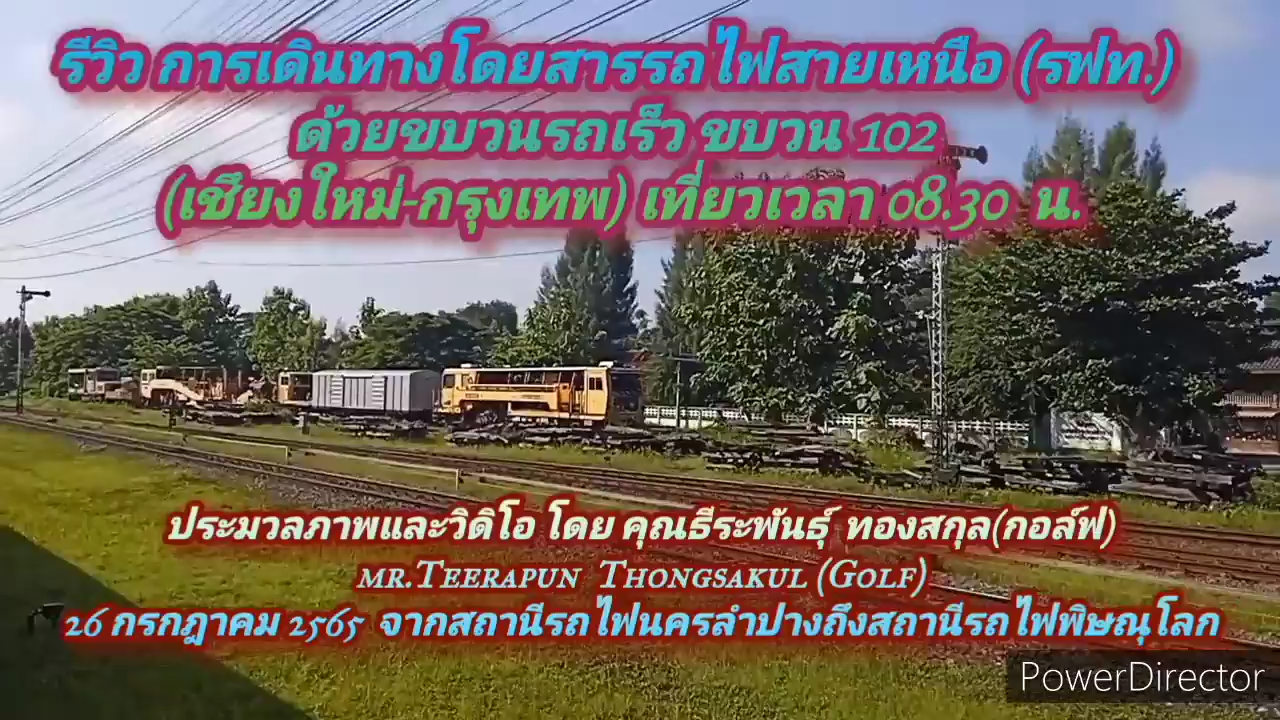 รีวิว การเดินทางโดยสารรถไฟสายเหนือ (รฟท.)
ด้วยขบวนรถเร็ว ขบวน 102
(เชียงใหม่-กรุงเทพ) เที่ยวเวลา 08.30 น.
ประมวลภาพและวิดิโอ โดย คุณธีระพันธุ์ ทองสกุล(กอล์ฟ)
mr.Teerapun Thongsakul (Golf)
26 กรกฎาคม 2565 จากสถานีรถไฟนครลำปางถึงสถานีรถไฟพิษณุโลก
PowerDirector